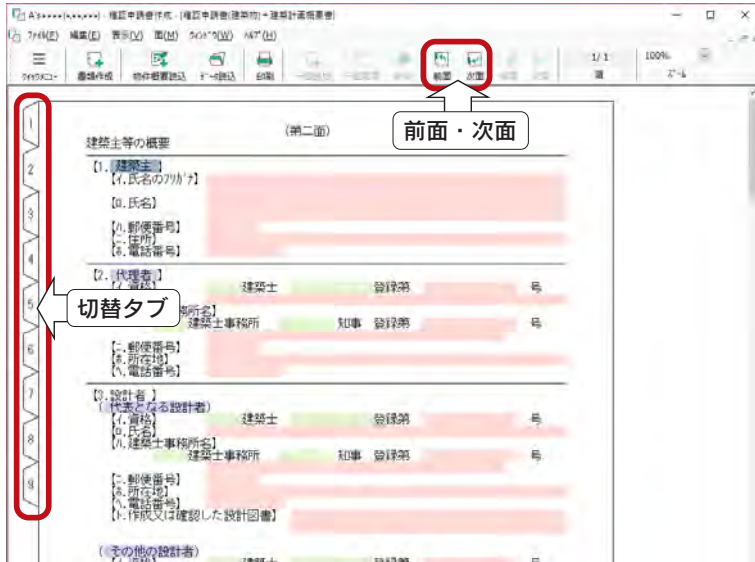 確認申請書作成 - [確認申請書(建築物)+建築計画概要書]
ファイル(F) 編集(E) 表示(V) 面(M) ウィンドウ(W) ヘルプ(H)
1/1 100%
書類作成 物件概要読込 データ読込 印刷 前面 次面 頁 ズーム
前面・次面
(第二面)
建築主等の概要
【1. 建築主 】
【イ.氏名のフリガナ】
【ロ.氏名】
【ハ.郵便番号】
【ニ.住所】
【ホ.電話番号】
【2. 代理者 】
【イ.資格】 建築士 登録第 号
建築士事務所 知事 登録第 号
【ニ.郵便番号】
【ホ.所在地】
【ヘ.電話番号】
【3. 設計者 】
(代表となる設計者)
【イ.資格】 建築士 登録第 号
【ロ.氏名】
【ハ.建築士事務所名】
建築士事務所 知事 登録第 号
【ニ.郵便番号】
【ホ.所在地】
【ヘ.電話番号】
【ト.作成又は確認した設計図書】
(その他の設計者)
1
2
3
4
5
6
7
8
9
切替タブ